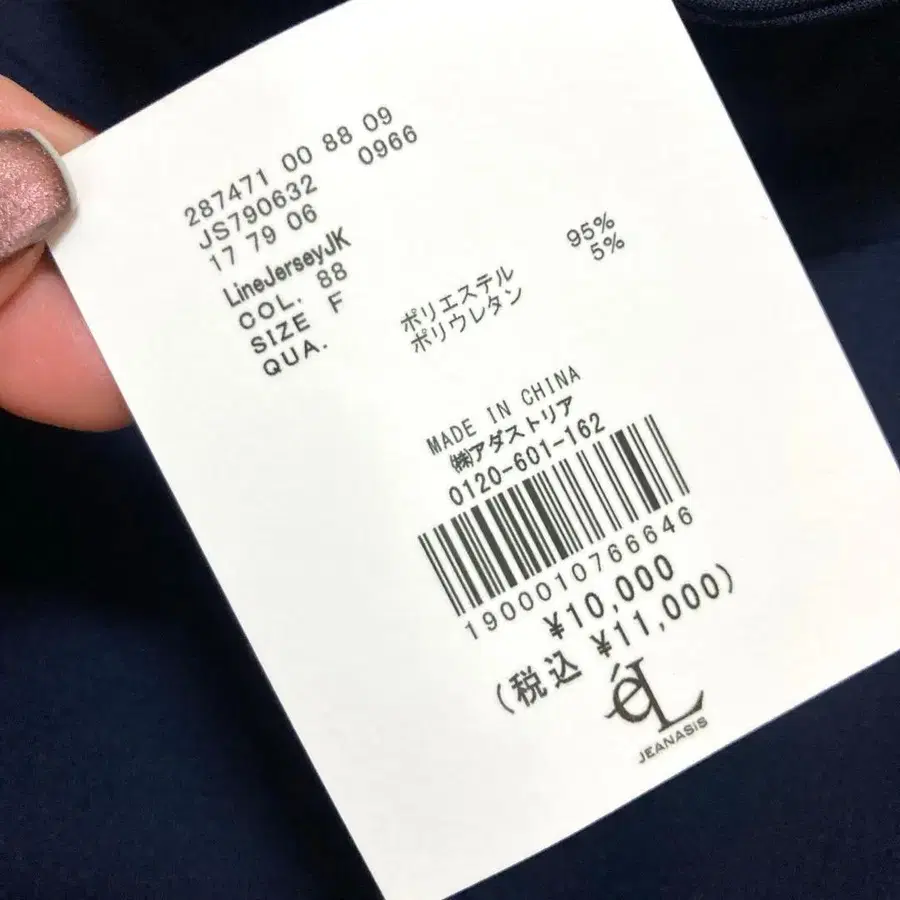 287471 00 88 09
JS790632 0966
17 79 06
LineJerseyJK
COL. 88
SIZE F
QUA.
ポリエステル 95%
ポリウレタン 5%
MADE IN CHINA
㈱アダストリア
0120-601-162
1900010766646
¥10,000
(税込 ¥11,000)
éL
JEANASIS